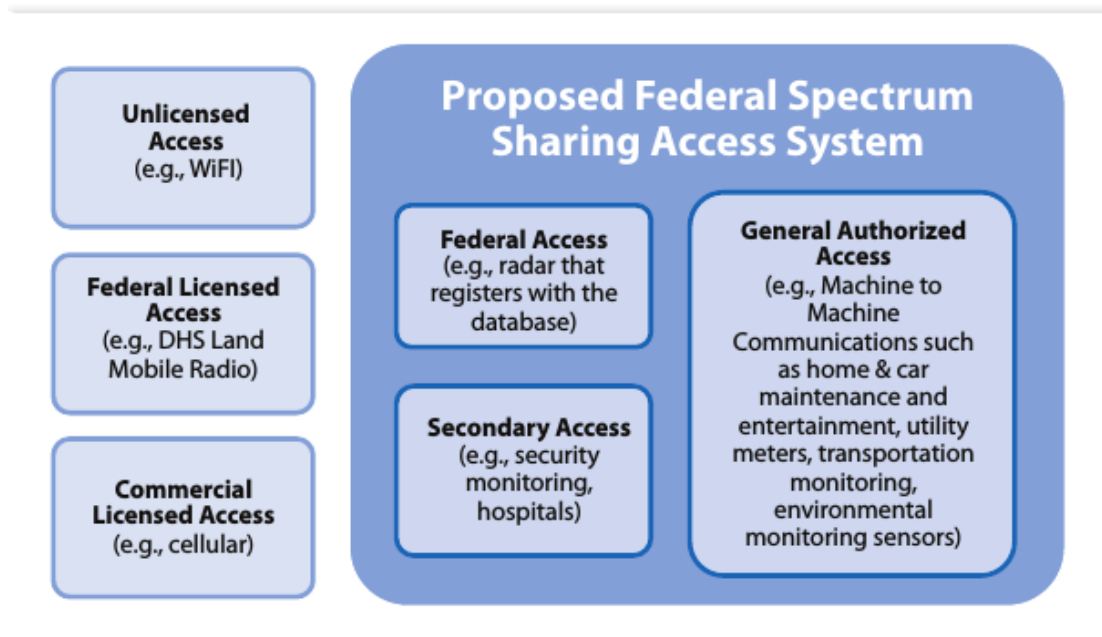 Unlicensed
Access
(e.g., WiFI)
Federal Licensed
Access
(e.g., DHS Land
Mobile Radio)
Commercial
Licensed Access
(e.g., cellular)
Proposed Federal Spectrum
Sharing Access System
Federal Access
(e.g., radar that
registers with the
database)
Secondary Access
(e.g., security
monitoring,
hospitals)
General Authorized
Access
(e.g., Machine to
Machine
Communications such
as home & car
maintenance and
entertainment, utility
meters, transportation
monitoring,
environmental
monitoring sensors)